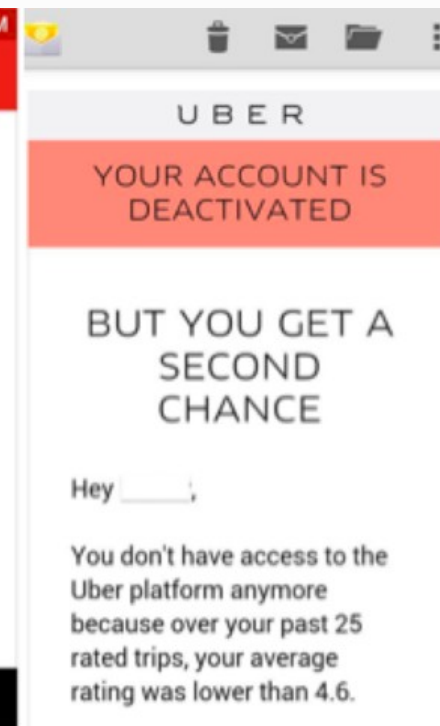 M
UBER
YOUR ACCOUNT IS
DEACTIVATED
BUT YOU GET A
SECOND
CHANCE
Hey ,
You don't have access to the
Uber platform anymore
because over your past 25
rated trips, your average
rating was lower than 4.6.